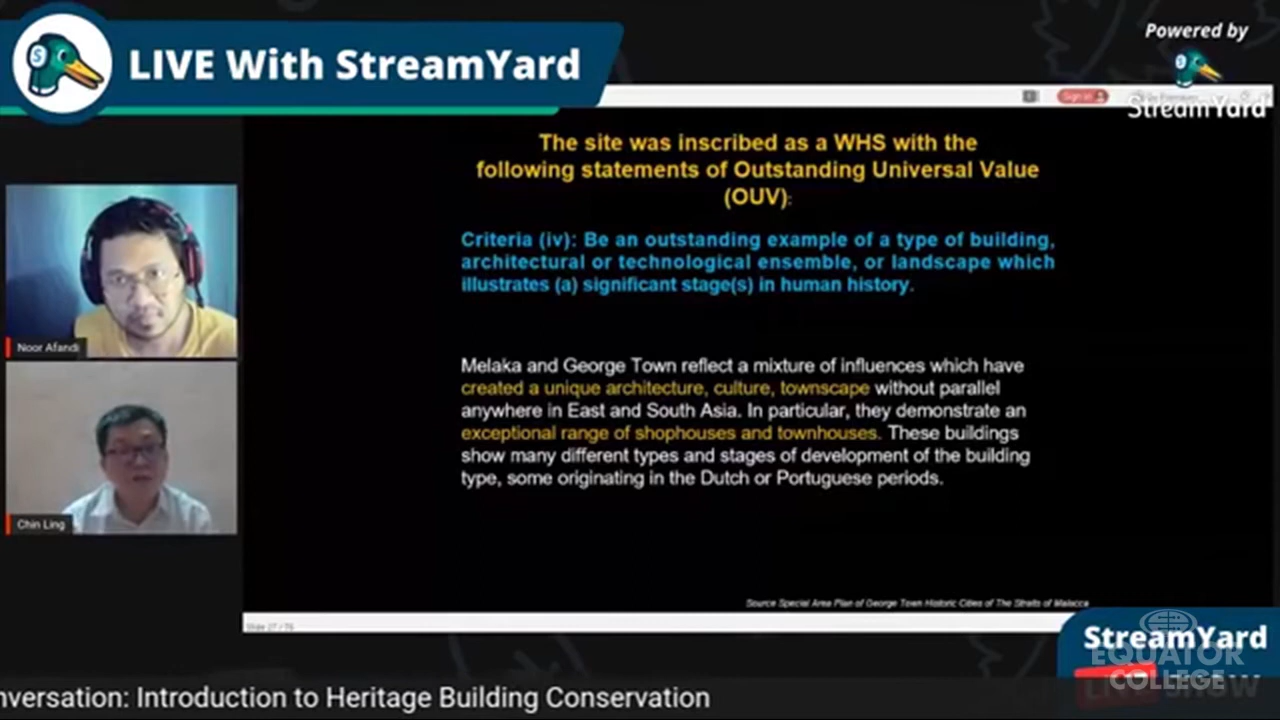 LIVE With StreamYard
Powered by
StreamYard
Sign in
The site was inscribed as a WHS with the
following statements of Outstanding Universal Value
(OUV):
Criteria (iv): Be an outstanding example of a type of building,
architectural or technological ensemble, or landscape which
illustrates (a) significant stage(s) in human history.
Melaka and George Town reflect a mixture of influences which have
created a unique architecture, culture, townscape without parallel
anywhere in East and South Asia. In particular, they demonstrate an
exceptional range of shophouses and townhouses. These buildings
show many different types and stages of development of the building
type, some originating in the Dutch or Portuguese periods.
Source Special Area Plan of George Town Historic Cities of The Straits of Malacca
Noor Afandi
Chin Ling
StreamYard
EQUATOR
COLLEGE
nversation: Introduction to Heritage Building Conservation